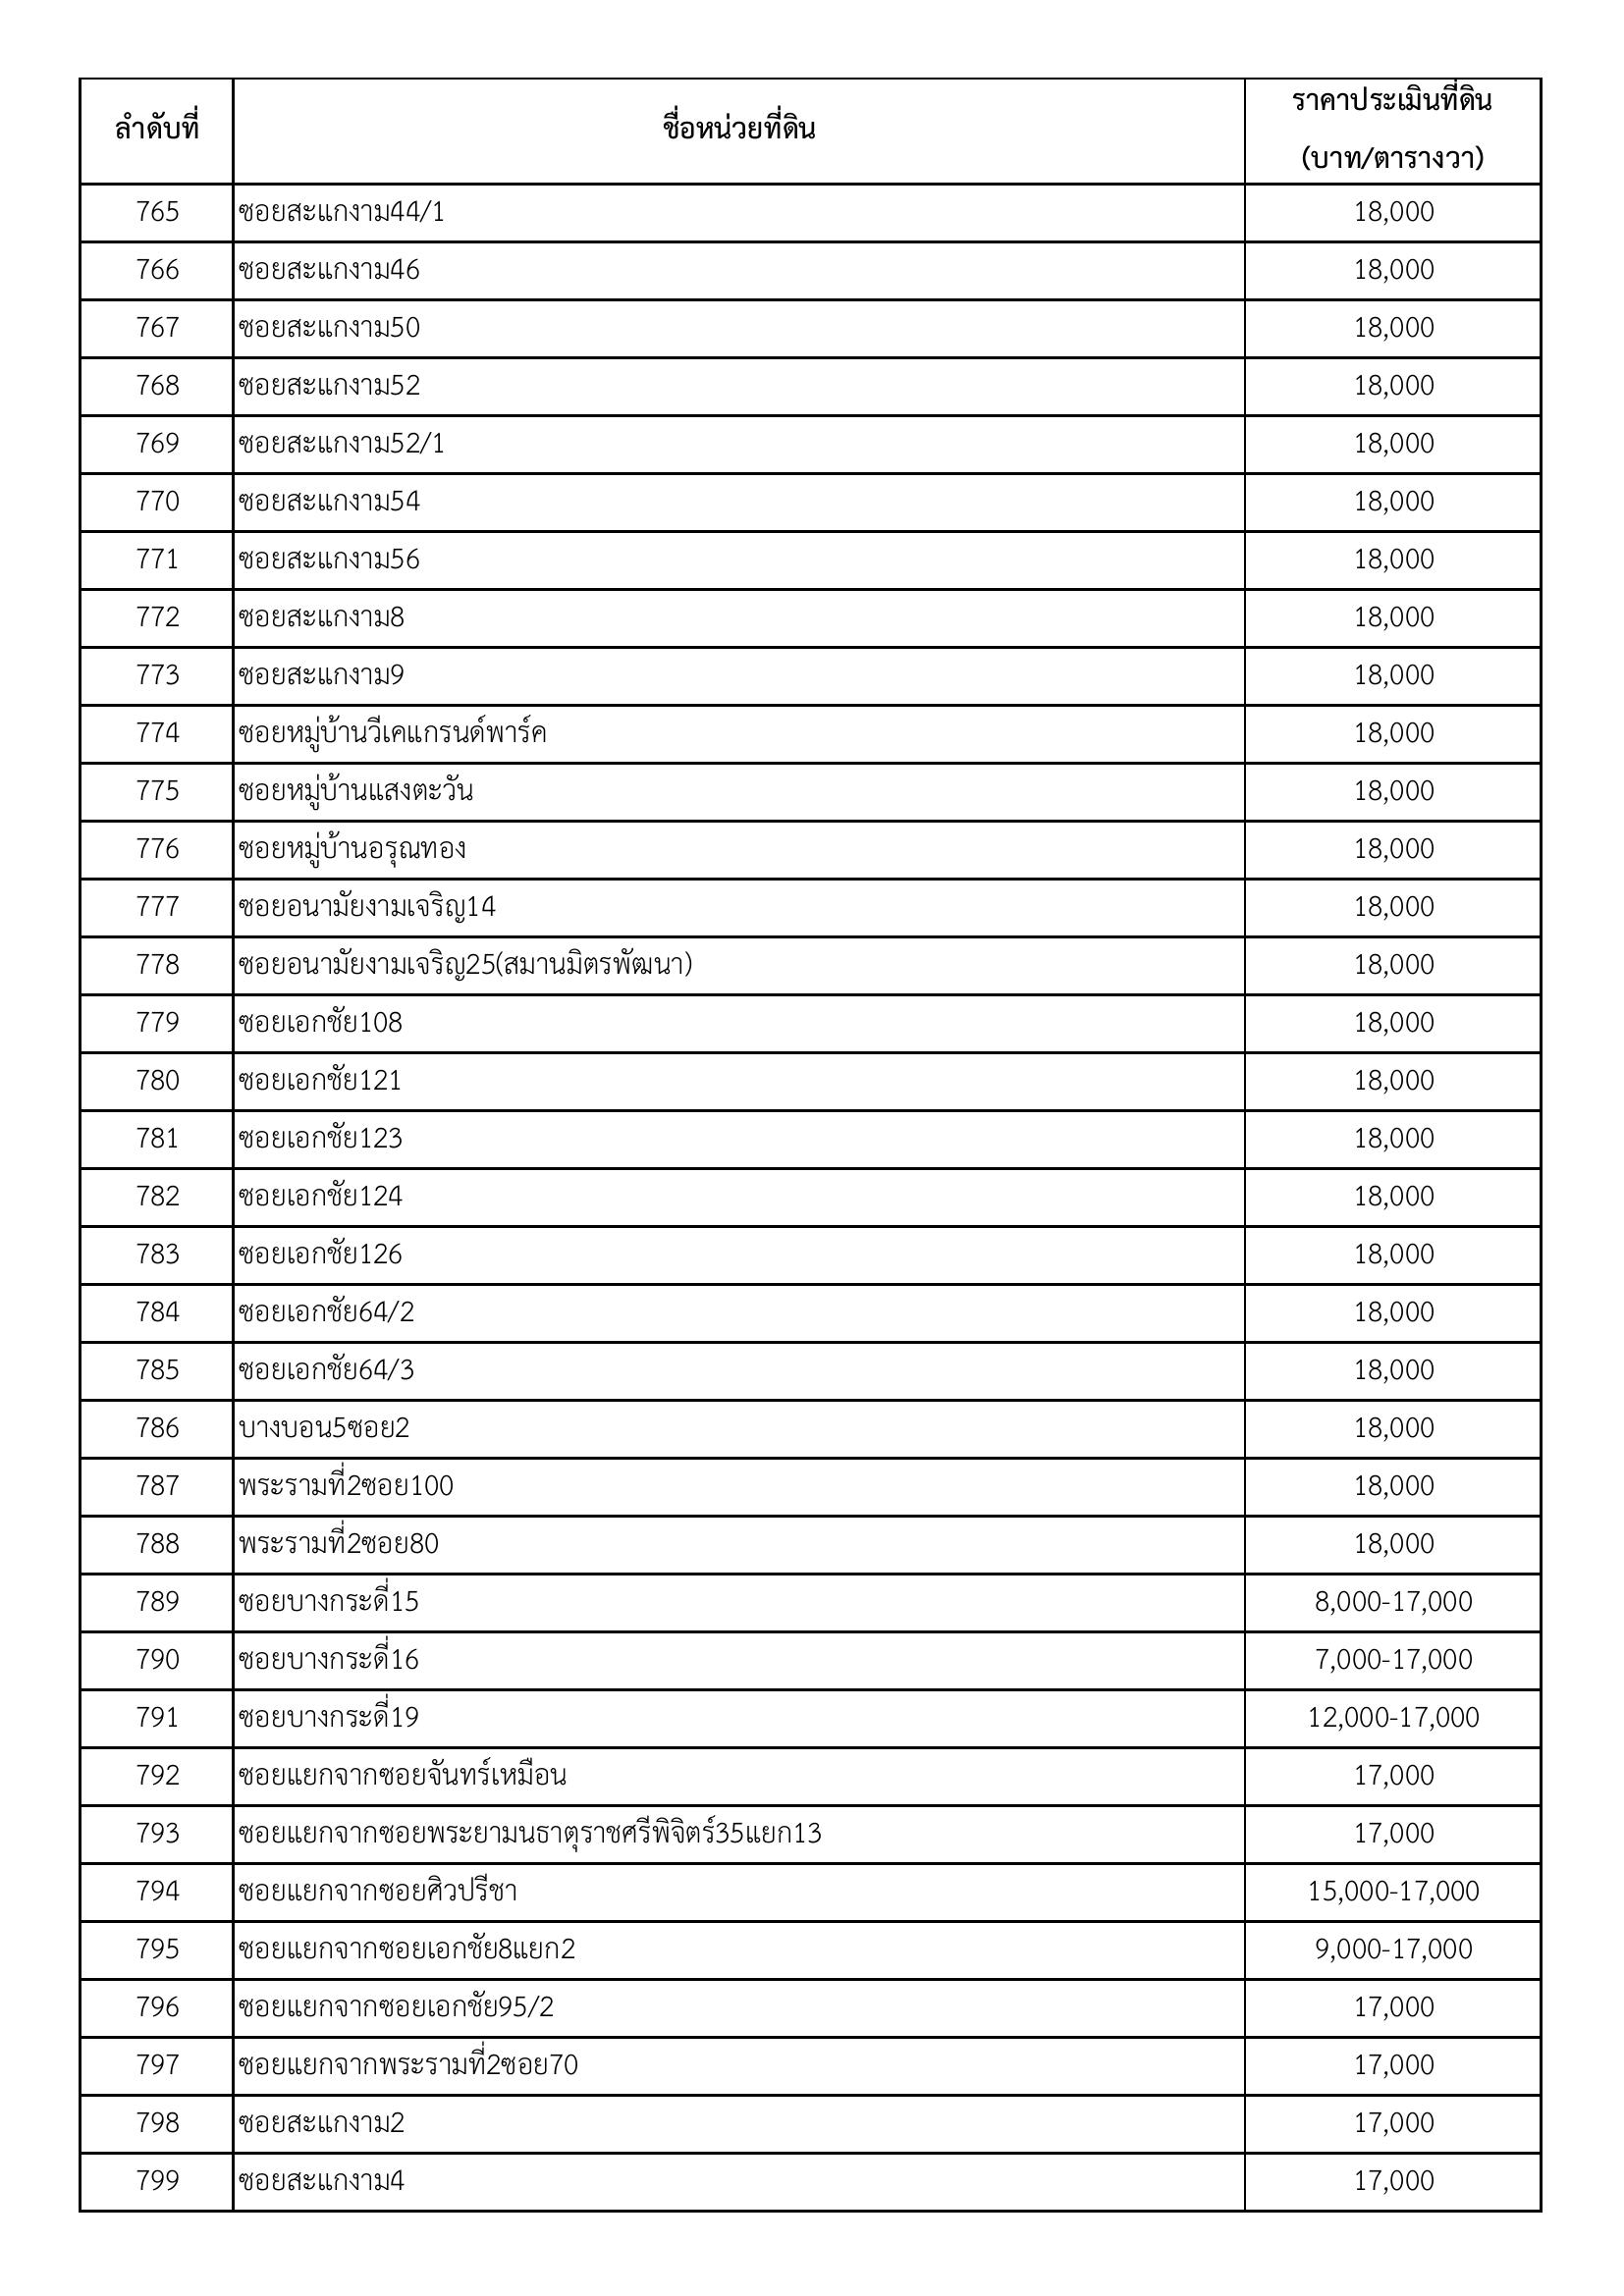 ลำดับที่ ชื่อหน่วยที่ดิน ราคาประเมินที่ดิน
(บาท/ตารางวา)
765 ซอยสะแกงาม44/1 18,000
766 ซอยสะแกงาม46 18,000
767 ซอยสะแกงาม50 18,000
768 ซอยสะแกงาม52 18,000
769 ซอยสะแกงาม52/1 18,000
770 ซอยสะแกงาม54 18,000
771 ซอยสะแกงาม56 18,000
772 ซอยสะแกงาม8 18,000
773 ซอยสะแกงาม9 18,000
774 ซอยหมู่บ้านวีเคแกรนด์พาร์ค 18,000
775 ซอยหมู่บ้านแสงตะวัน 18,000
776 ซอยหมู่บ้านอรุณทอง 18,000
777 ซอยอนามัยงามเจริญ14 18,000
778 ซอยอนามัยงามเจริญ25(สมานมิตรพัฒนา) 18,000
779 ซอยเอกชัย108 18,000
780 ซอยเอกชัย121 18,000
781 ซอยเอกชัย123 18,000
782 ซอยเอกชัย124 18,000
783 ซอยเอกชัย126 18,000
784 ซอยเอกชัย64/2 18,000
785 ซอยเอกชัย64/3 18,000
786 บางบอน5ซอย2 18,000
787 พระรามที่2ซอย100 18,000
788 พระรามที่2ซอย80 18,000
789 ซอยบางกระดี่15 8,000-17,000
790 ซอยบางกระดี่16 7,000-17,000
791 ซอยบางกระดี่19 12,000-17,000
792 ซอยแยกจากซอยจันทร์เหมือน 17,000
793 ซอยแยกจากซอยพระยามนธาตุราชศรีพิจิตร์35แยก13 17,000
794 ซอยแยกจากซอยศิวปรีชา 15,000-17,000
795 ซอยแยกจากซอยเอกชัย8แยก2 9,000-17,000
796 ซอยแยกจากซอยเอกชัย95/2 17,000
797 ซอยแยกจากพระรามที่2ซอย70 17,000
798 ซอยสะแกงาม2 17,000
799 ซอยสะแกงาม4 17,000